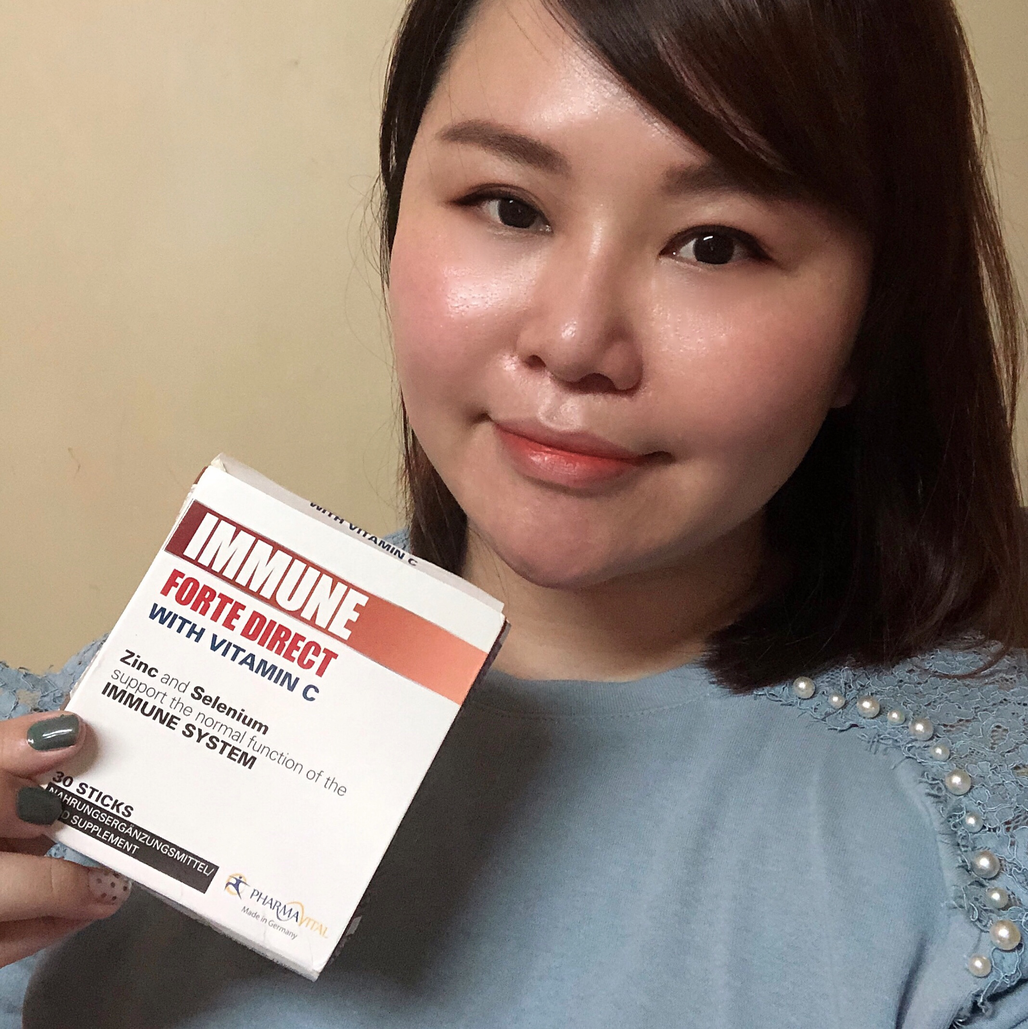 WITH VITAMIN C
IMMUNE
FORTE DIRECT
WITH VITAMIN C
Zinc and Selenium
support the normal function of the
IMMUNE SYSTEM
30 STICKS
NAHRUNGSERGÄNZUNGSMITTEL/
SUPPLEMENT
PHARMAVITAL
Made in Germany